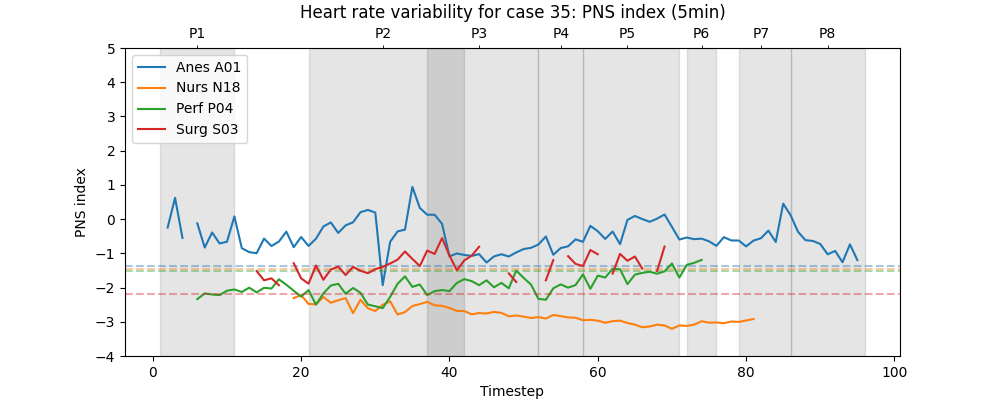 Heart rate variability for case 35: PNS index (5min)
P1 P2 P3 P4 P5 P6 P7 P8
Anes A01
Nurs N18
Perf P04
Surg S03
PNS index
5
4
3
2
1
0
−1
−2
−3
−4
0 20 40 60 80 100
Timestep